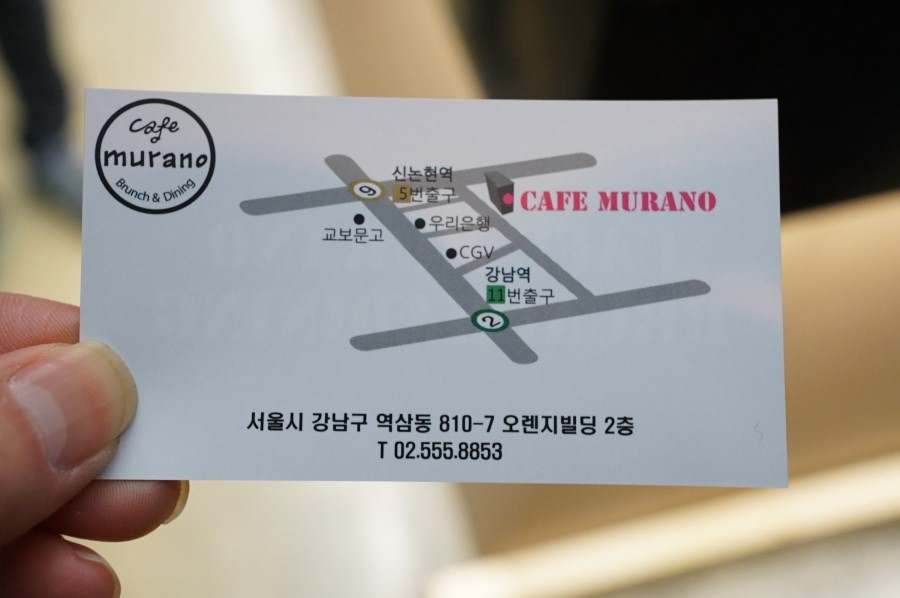 cafe
murano
Brunch & Dining
신논현역
9
5번출구
CAFE MURANO
교보문고
우리은행
CGV
강남역
11번출구
2
서울시 강남구 역삼동 810-7 오렌지빌딩 2층
T 02.555.8853